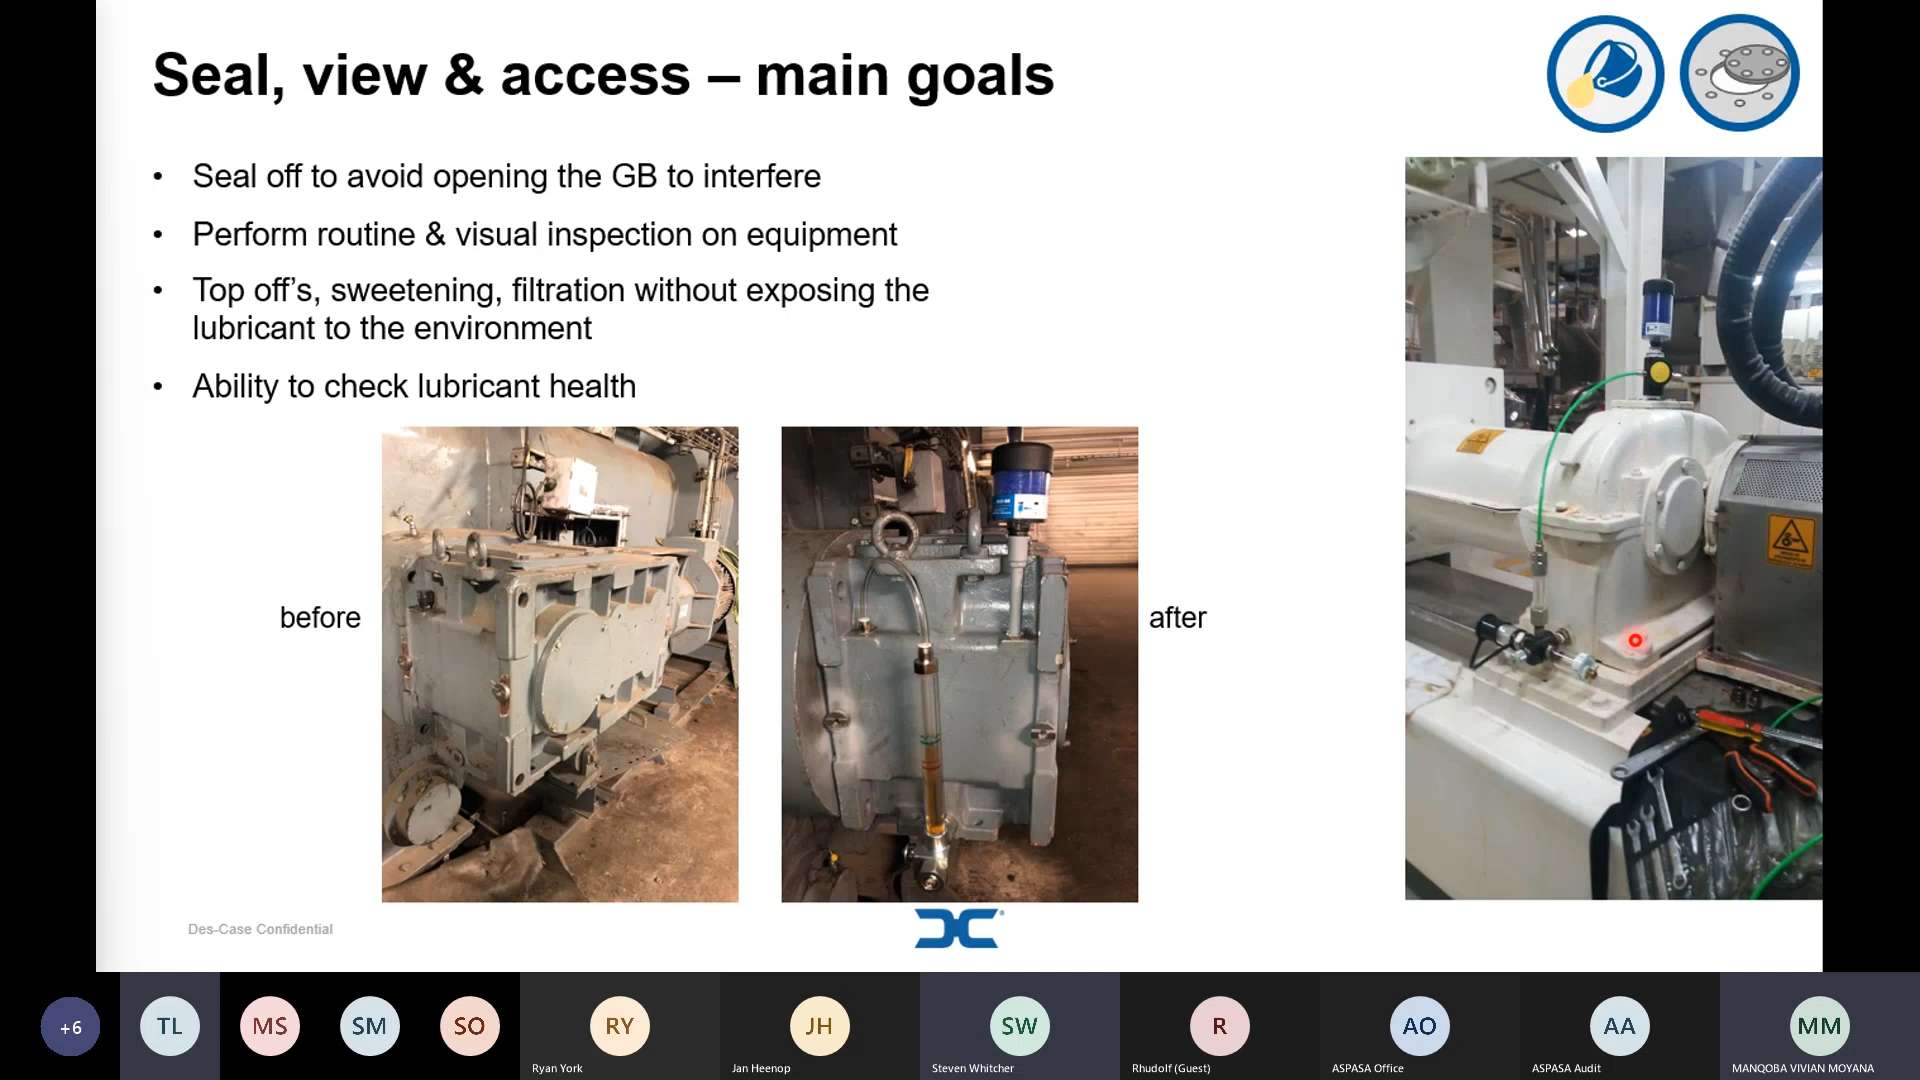 Seal, view & access – main goals
• Seal off to avoid opening the GB to interfere
• Perform routine & visual inspection on equipment
• Top off’s, sweetening, filtration without exposing the
lubricant to the environment
• Ability to check lubricant health
before
after
Des-Case Confidential
+6
TL
MS
SM
SO
RY
JH
SW
R
AO
AA
MM
Ryan York
Jan Heenop
Steven Whitcher
Rhudolf (Guest)
ASPASA Office
ASPASA Audit
MANQOBA VIVIAN MOYANA